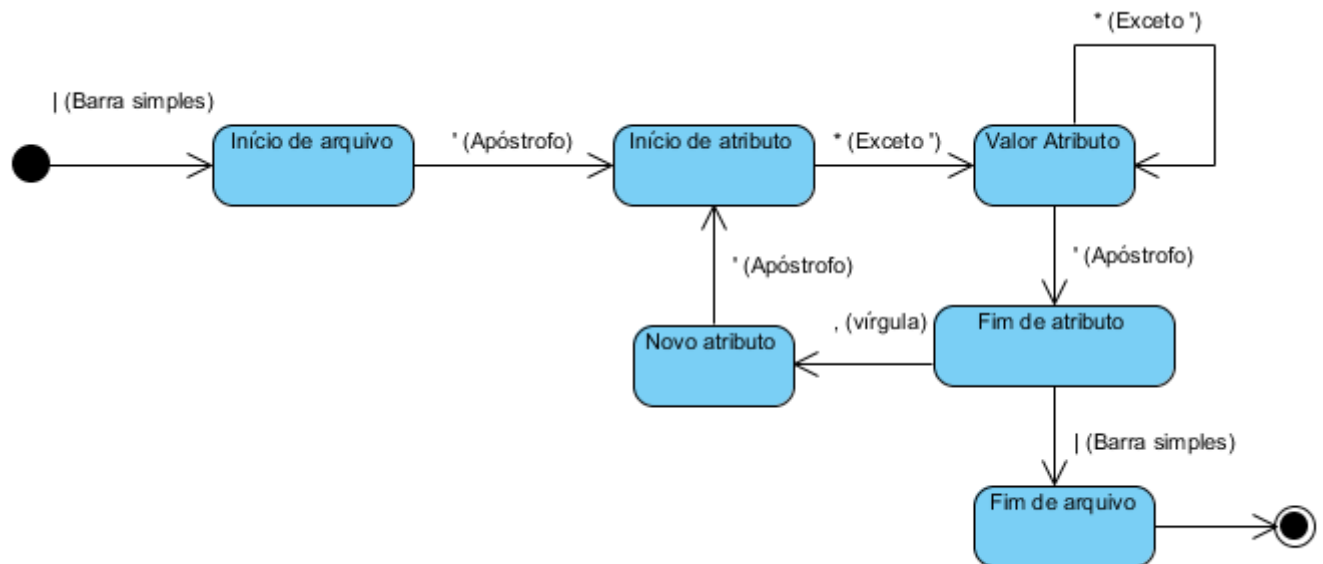 * (Exceto ')
| (Barra simples)
Início de arquivo
' (Apóstrofo)
Início de atributo
* (Exceto ')
Valor Atributo
' (Apóstrofo)
' (Apóstrofo)
Novo atributo
, (vírgula)
Fim de atributo
| (Barra simples)
Fim de arquivo